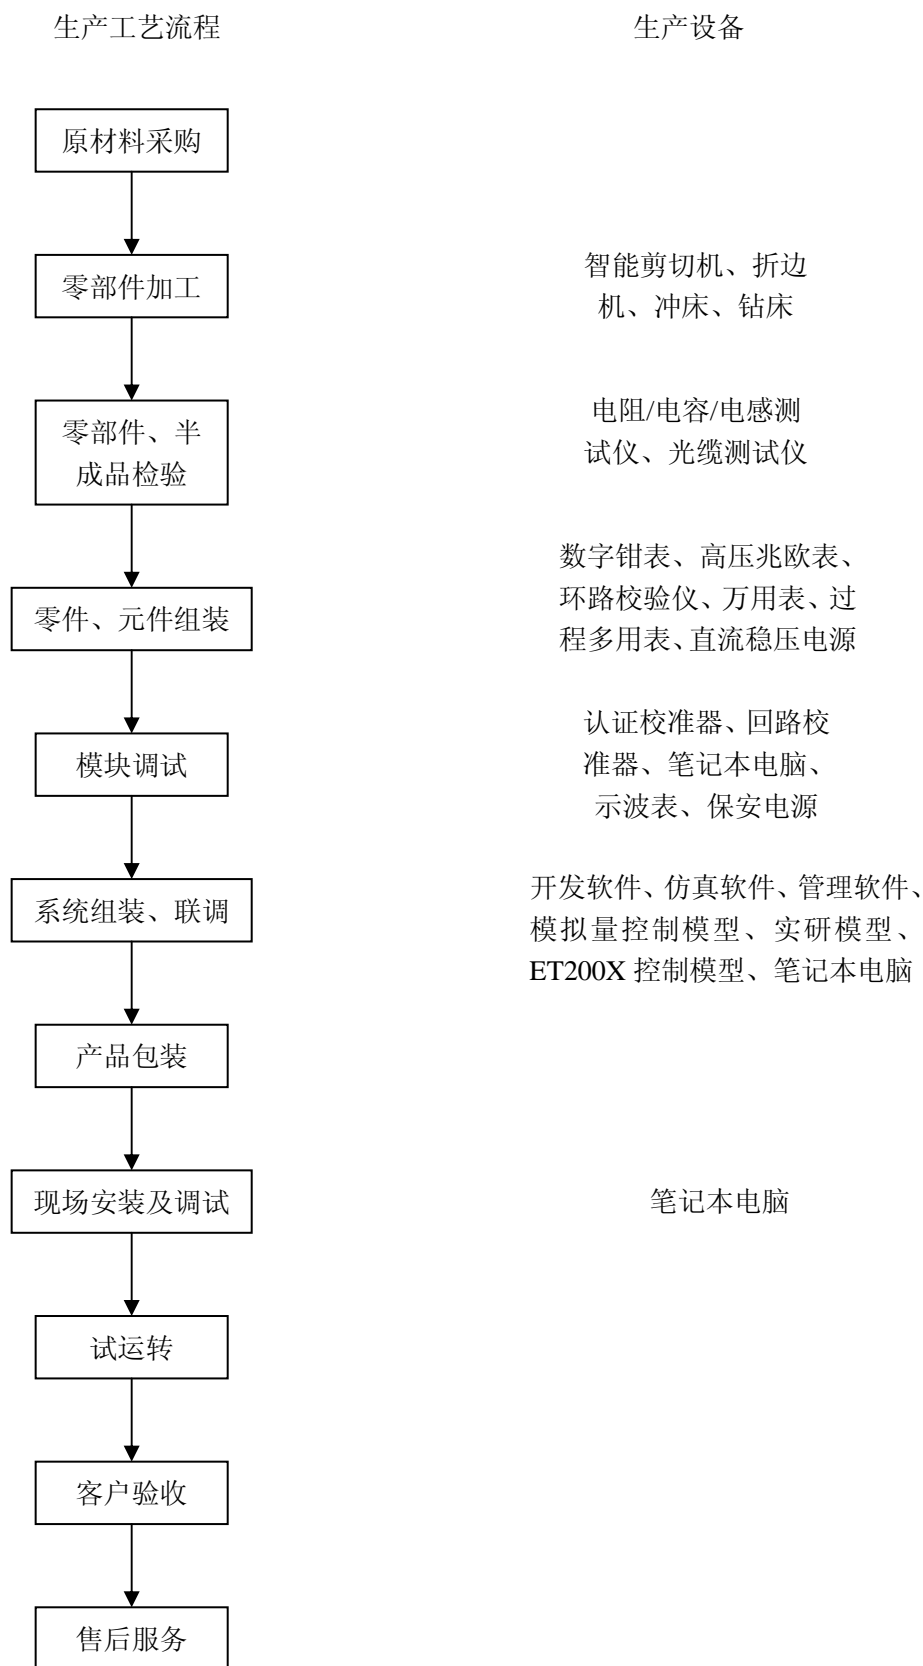 生产工艺流程
生产设备
原材料采购
零部件加工
智能剪切机、折边
机、冲床、钻床
零部件、半
成品检验
电阻/电容/电感测
试仪、光缆测试仪
零件、元件组装
数字钳表、高压兆欧表、
环路校验仪、万用表、过
程多用表、直流稳压电源
模块调试
认证校准器、回路校
准器、笔记本电脑、
示波表、保安电源
系统组装、联调
开发软件、仿真软件、管理软件、
模拟量控制模型、实研模型、
ET200X 控制模型、笔记本电脑
产品包装
现场安装及调试
笔记本电脑
试运转
客户验收
售后服务